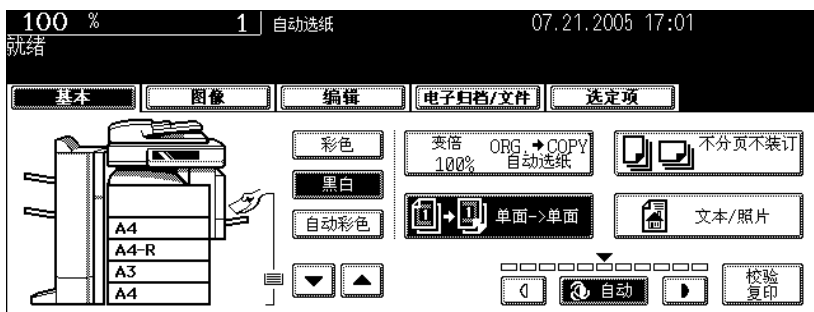 100 % 1 自动选纸 07.21.2005 17:01
就绪
基本 图像 编辑 电子归档/文件 选定项
彩色
黑白
自动彩色
变倍 ORG.→COPY
100% 自动选纸
不分页不装订
1→1 单面->单面
文本/照片
A4
A4-R
A3
A4
自动
校验
复印